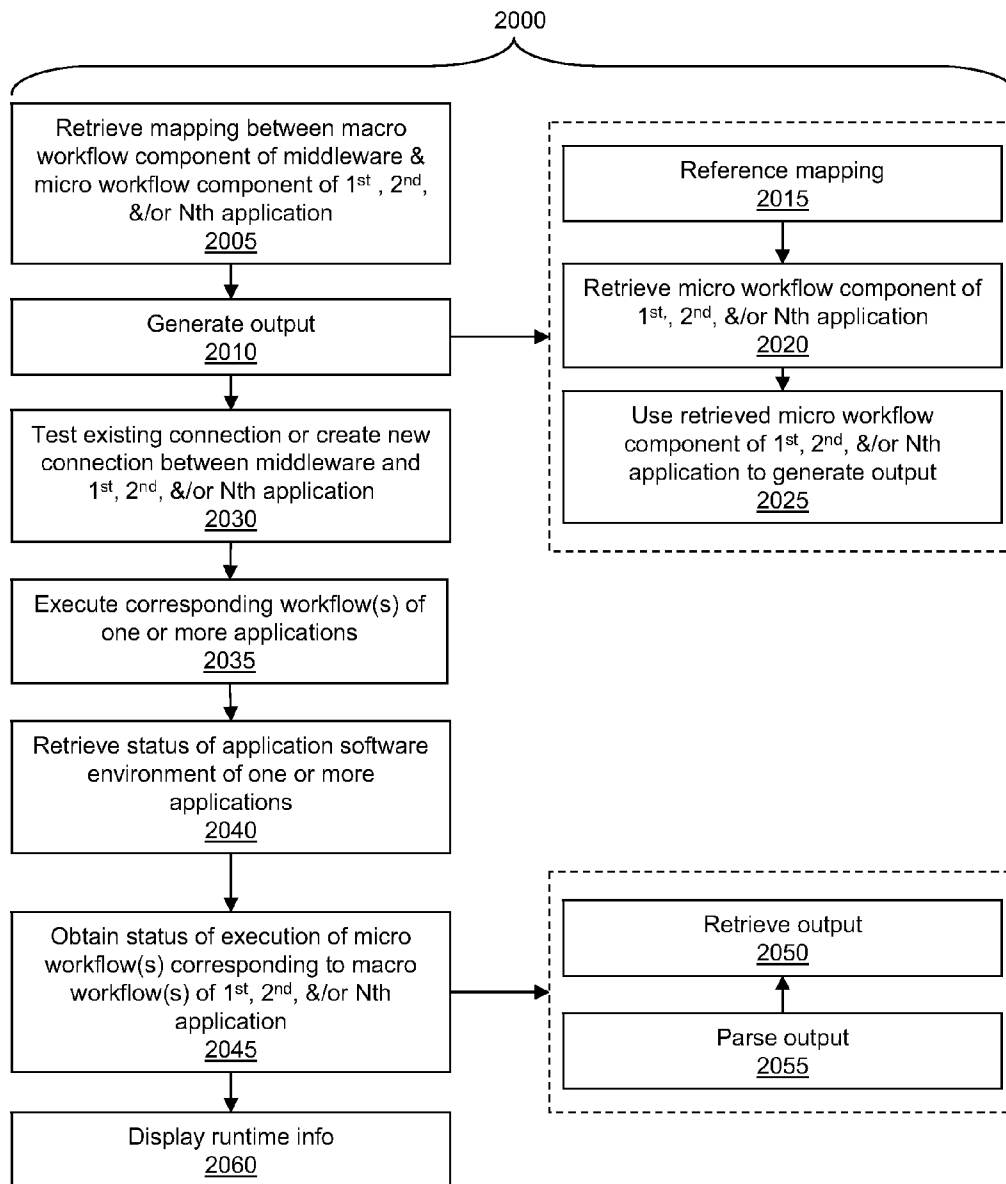 2000
Retrieve mapping between macro
workflow component of middleware &
micro workflow component of 1st , 2nd,
&/or Nth application
2005
Generate output
2010
Reference mapping
2015
Retrieve micro workflow component of
1st, 2nd, &/or Nth application
2020
Use retrieved micro workflow
component of 1st, 2nd, &/or Nth
application to generate output
2025
Test existing connection or create new
connection between middleware and
1st, 2nd, &/or Nth application
2030
Execute corresponding workflow(s) of
one or more applications
2035
Retrieve status of application software
environment of one or more
applications
2040
Obtain status of execution of micro
workflow(s) corresponding to macro
workflow(s) of 1st, 2nd, &/or Nth
application
2045
Retrieve output
2050
Parse output
2055
Display runtime info
2060